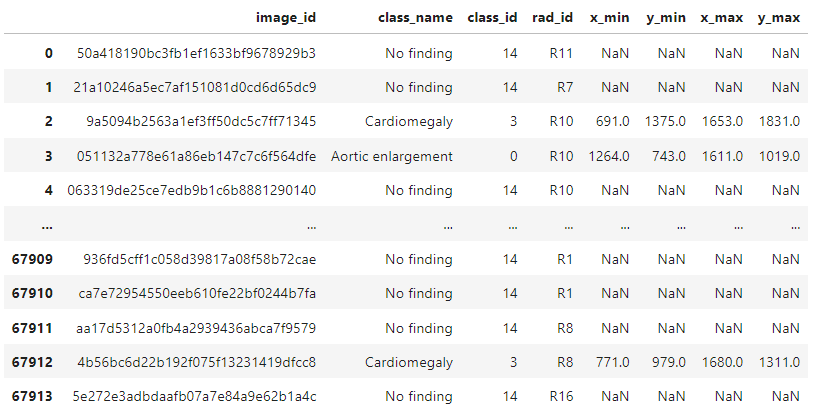 image_id class_name class_id rad_id x_min y_min x_max y_max
0 50a418190bc3fb1ef1633bf9678929b3 No finding 14 R11 NaN NaN NaN NaN
1 21a10246a5ec7af151081d0cd6d65dc9 No finding 14 R7 NaN NaN NaN NaN
2 9a5094b2563a1ef3ff50dc5c7ff71345 Cardiomegaly 3 R10 691.0 1375.0 1653.0 1831.0
3 051132a778e61a86eb147c7c6f564dfe Aortic enlargement 0 R10 1264.0 743.0 1611.0 1019.0
4 063319de25ce7edb9b1c6b8881290140 No finding 14 R10 NaN NaN NaN NaN
... ... ... ... ... ... ... ... ...
67909 936fd5cff1c058d39817a08f58b72cae No finding 14 R1 NaN NaN NaN NaN
67910 ca7e72954550eeb610fe22bf0244b7fa No finding 14 R1 NaN NaN NaN NaN
67911 aa17d5312a0fb4a2939436abca7f9579 No finding 14 R8 NaN NaN NaN NaN
67912 4b56bc6d22b192f075f13231419dfcc8 Cardiomegaly 3 R8 771.0 979.0 1680.0 1311.0
67913 5e272e3adbdaafb07a7e84a9e62b1a4c No finding 14 R16 NaN NaN NaN NaN